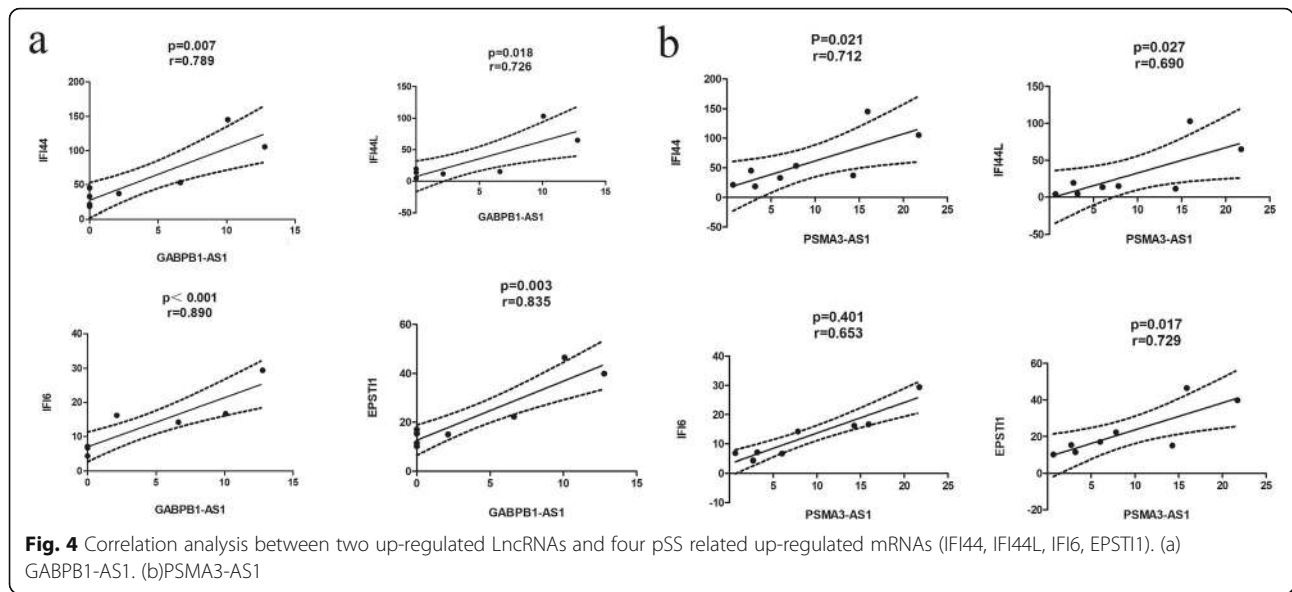 a
p=0.007
r=0.789
200
150
100
50
0
0 5 10 15
IFI44
GABPB1-AS1
p=0.018
r=0.726
150
100
50
0
-50
5 10 15
IFI44L
GABPB1-AS1
p< 0.001
r=0.890
40
30
20
10
0
0 5 10 15
IFI6
GABPB1-AS1
p=0.003
r=0.835
60
40
20
0
0 5 10 15
EPSTI1
GABPB1-AS1
b
P=0.021
r=0.712
200
150
100
50
0
-50
5 10 15 20 25
IFI44
PSMA3-AS1
p=0.027
r=0.690
150
100
50
0
-50
5 10 15 20 25
IFI44L
PSMA3-AS1
p=0.401
r=0.653
40
30
20
10
0
-10
5 10 15 20 25
IFI6
PSMA3-AS1
p=0.017
r=0.729
60
40
20
0
-20
5 10 15 20 25
EPSTI1
PSMA3-AS1
Fig. 4 Correlation analysis between two up-regulated LncRNAs and four pSS related up-regulated mRNAs (IFI44, IFI44L, IFI6, EPSTI1). (a)
GABPB1-AS1. (b)PSMA3-AS1